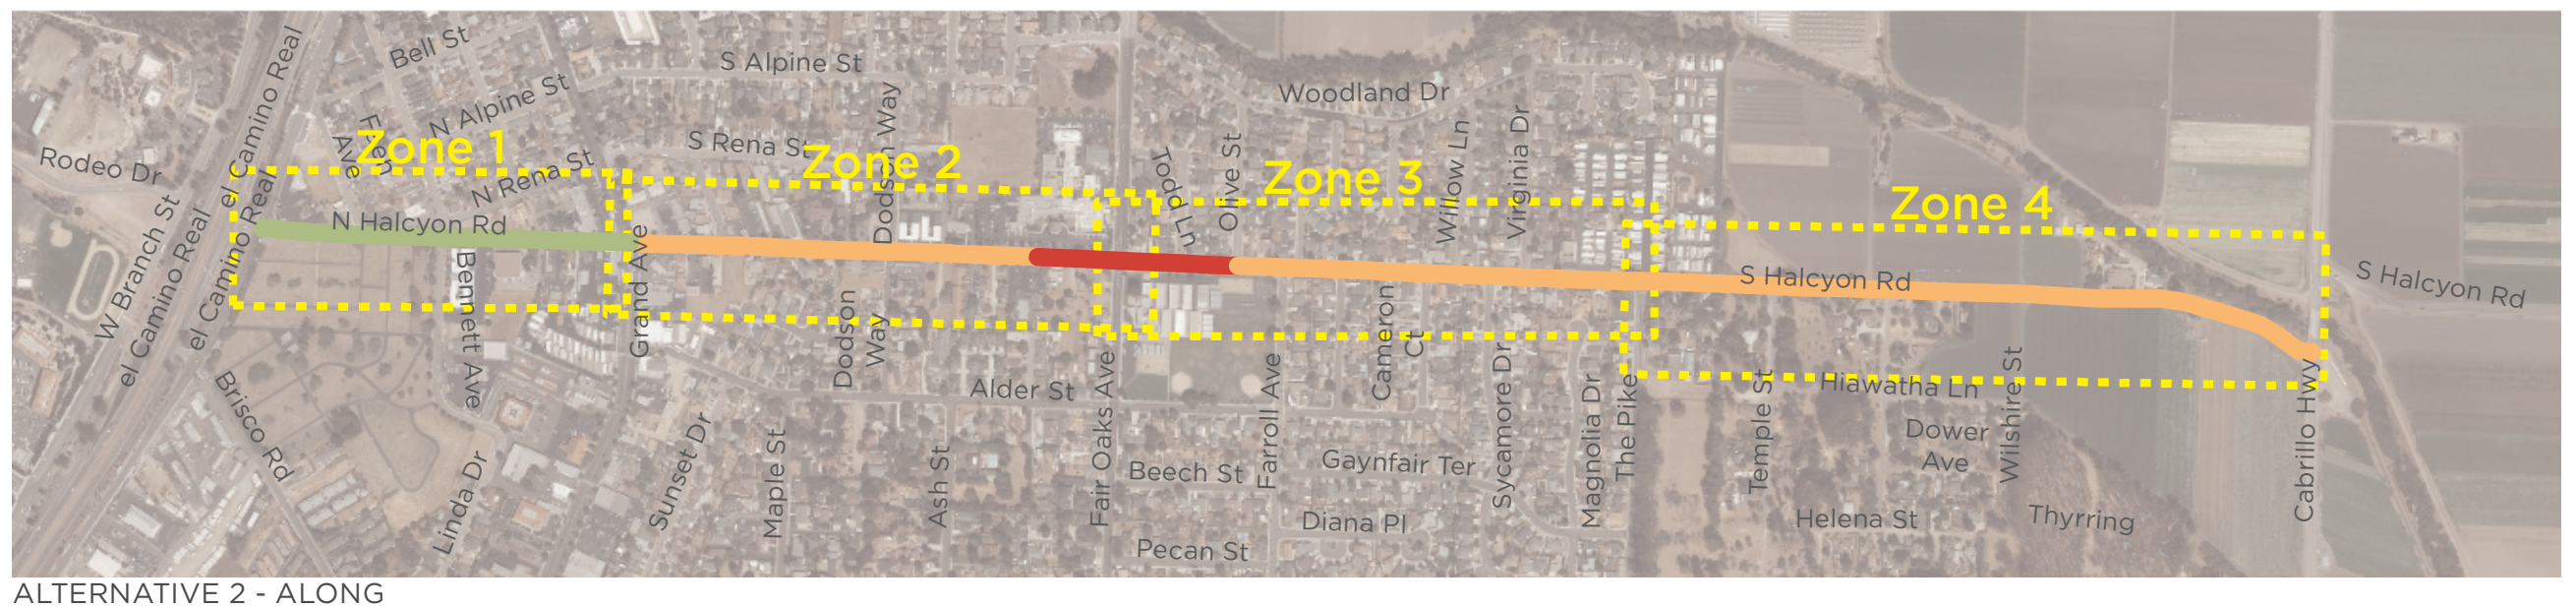 Bell St
S Alpine St
el Camino Real
N Alpine St
Woodland Dr
Dodson Way
Willow Ln
Virginia Dr
Zone 1
S Rena St
Zone 2
Rodeo Dr
N Rena St
Todd Ln
Olive St
Zone 3
Zone 4
W Branch St
el Camino Real
el Camino Real
N Halcyon Rd
Grand Ave
S Halcyon Rd
S Halcyon Rd
Bennett Ave
Dodson
Way
Cameron
Ct
Brisco Rd
Alder St
Fair Oaks Ave
Farroll Ave
Sycamore Dr
Magnolia Dr
The Pike
Temple St
Hiawatha Ln
Wilshire St
Cabrillo Hwy
Linda Dr
Sunset Dr
Maple St
Ash St
Beech St
Gaynfair Ter
Dower
Ave
Diana Pl
Helena St
Thyrring
Pecan St
ALTERNATIVE 2 - ALONG